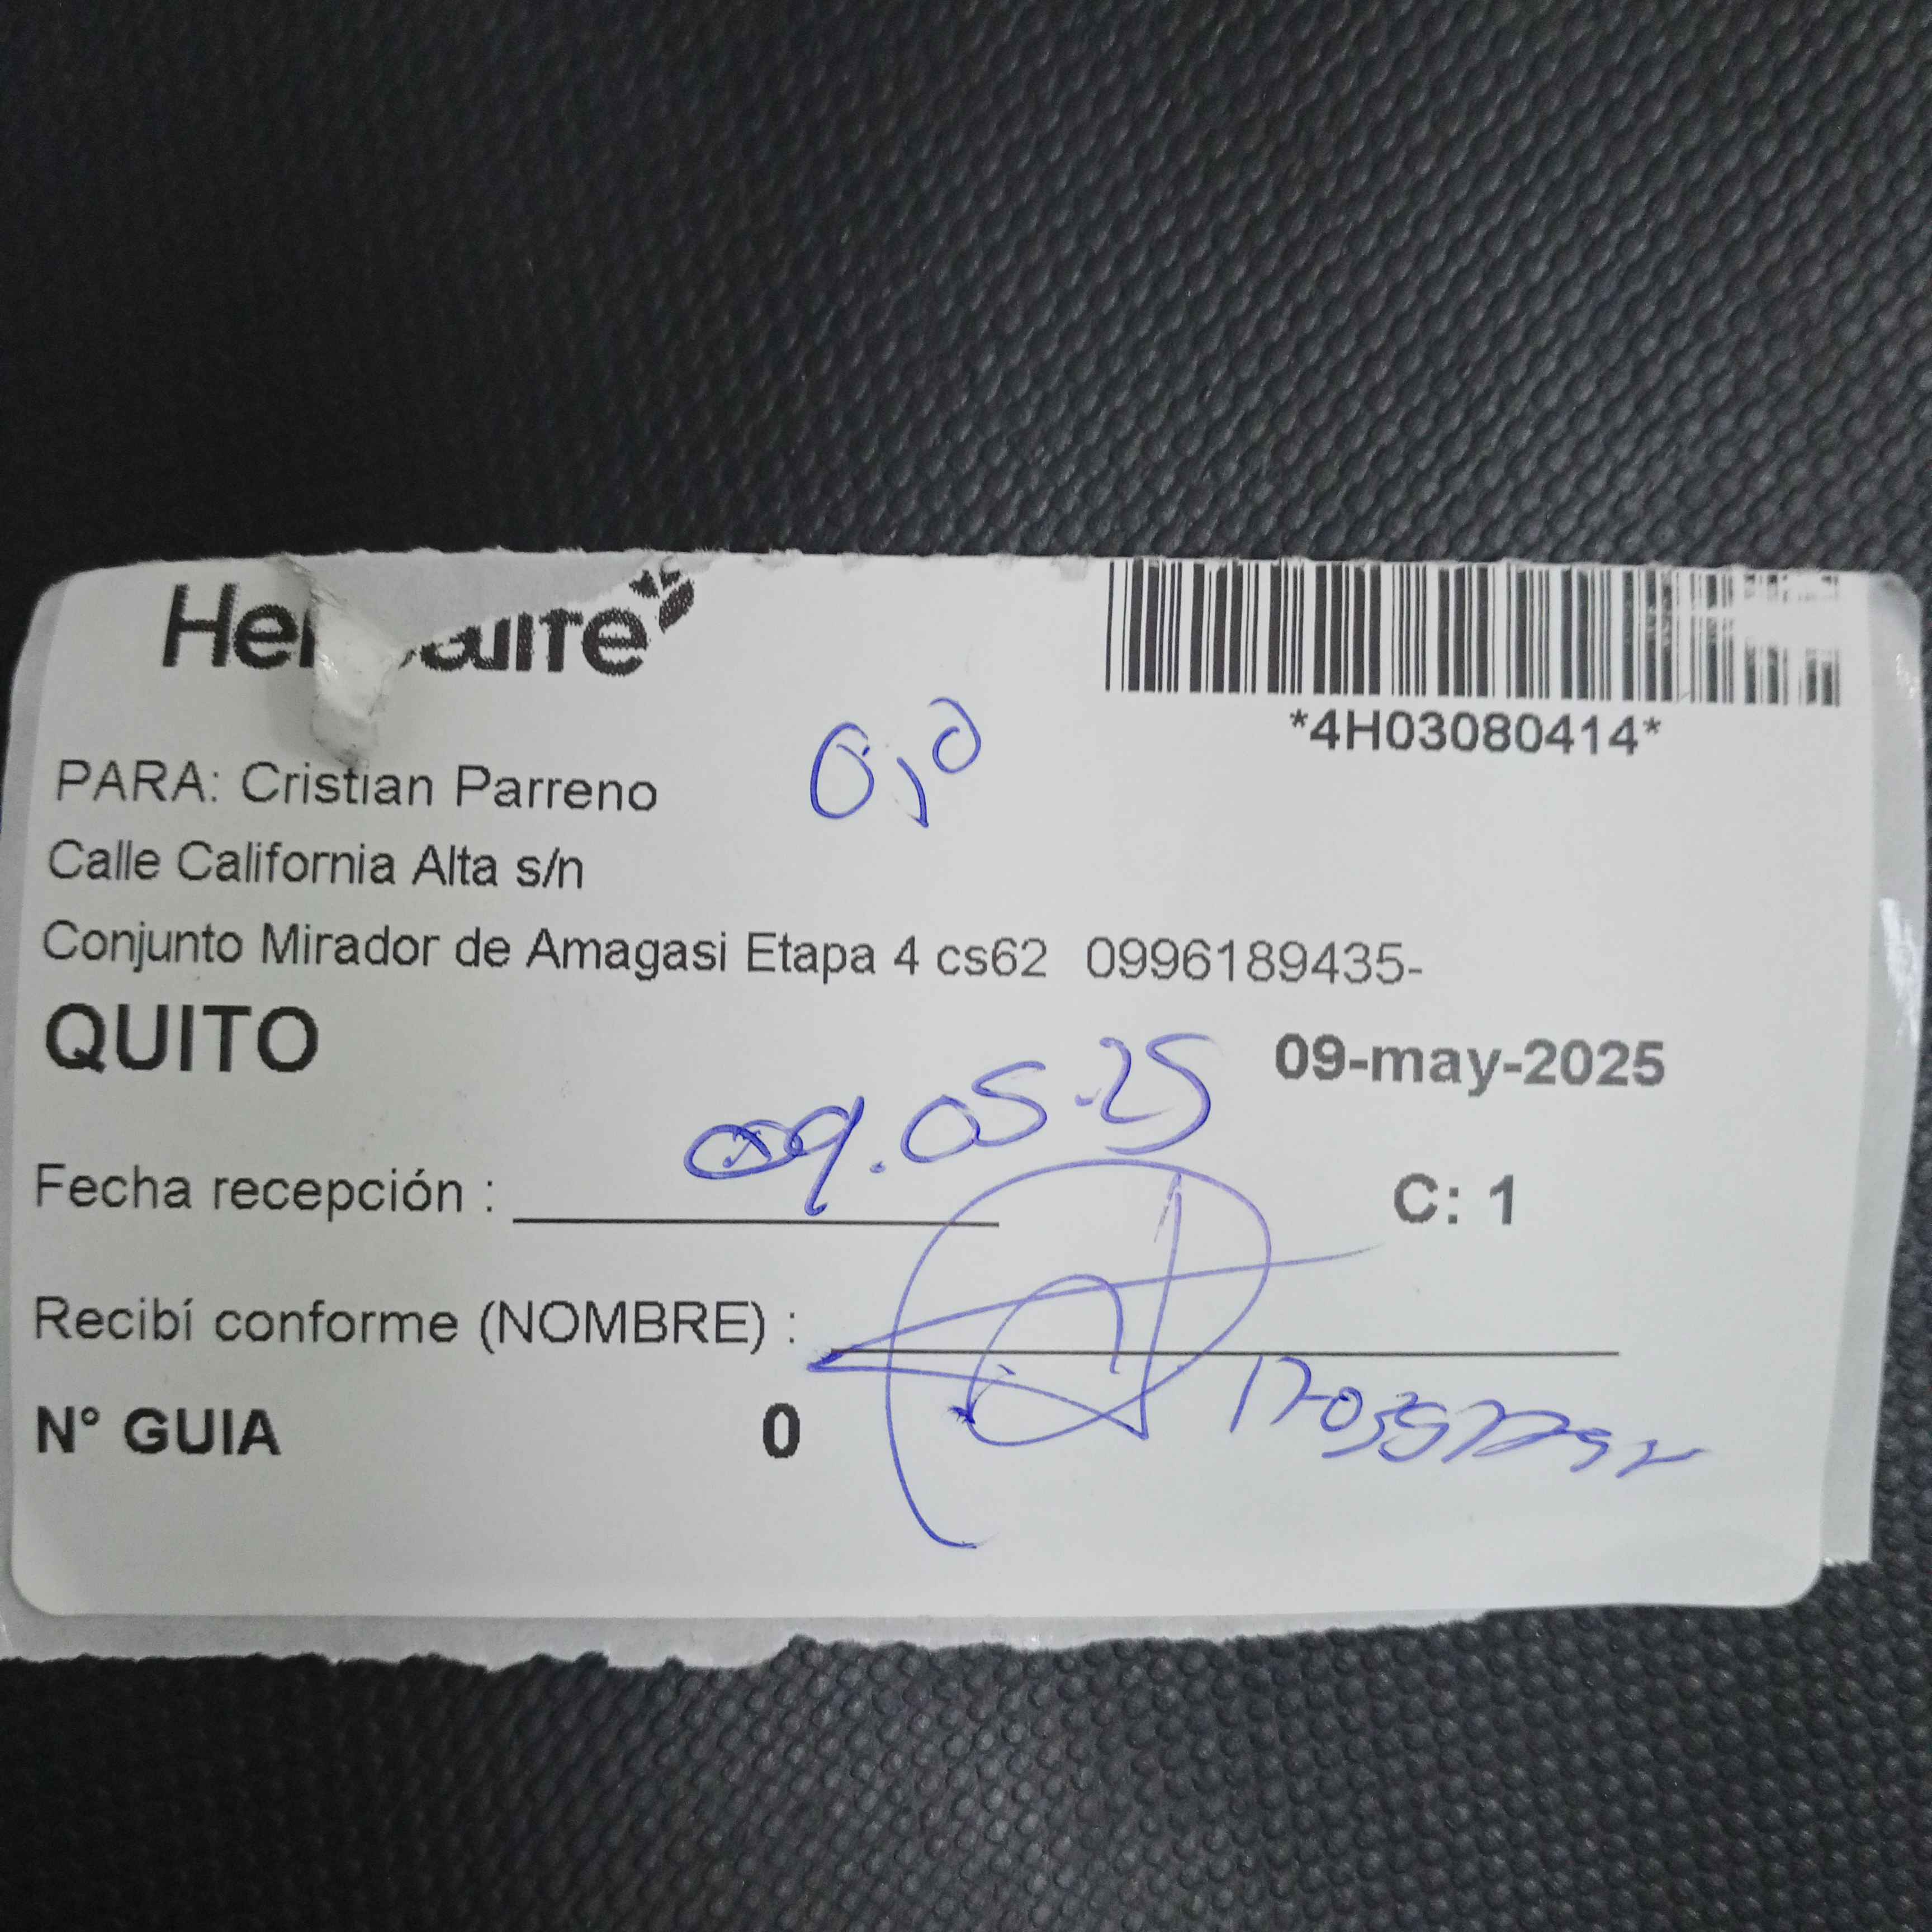 *4H03080414*
PARA: Cristian Parreno
Calle California Alta s/n
Conjunto Mirador de Amagasi Etapa 4 cs62 0996189435-
QUITO 09-may-2025
Fecha recepción : 09.05.25 C: 1
Recibí conforme (NOMBRE) :
N° GUIA 0